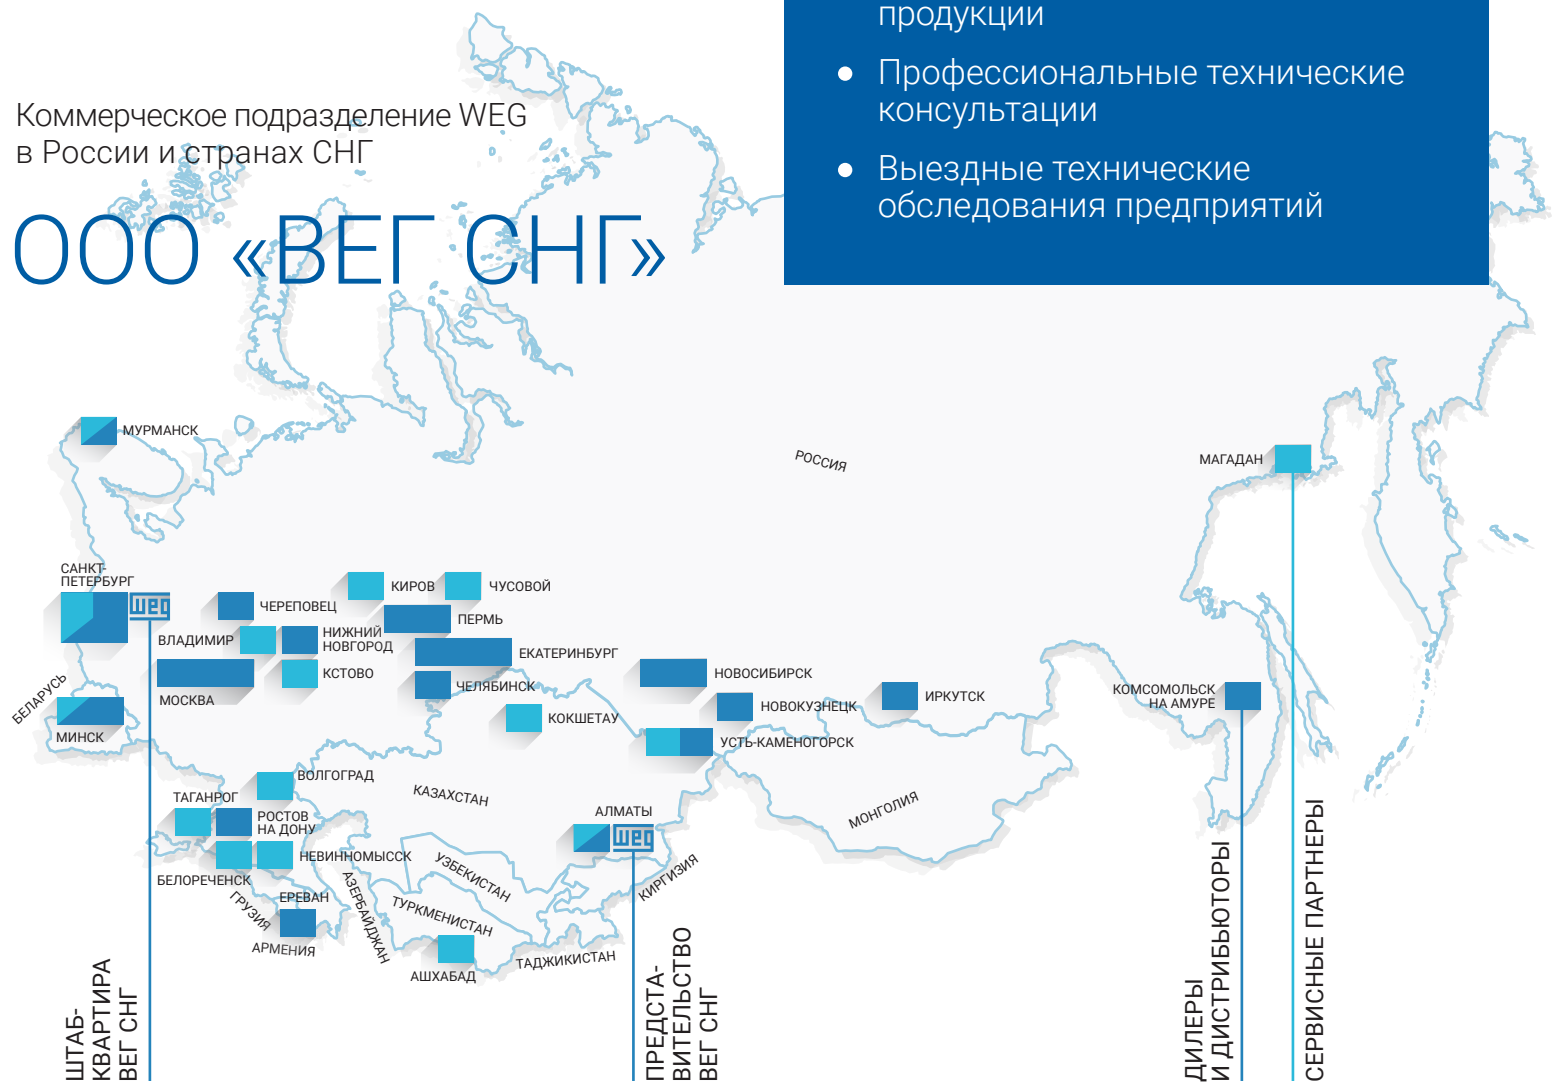 продукции
Профессиональные технические
консультации
Выездные технические
обследования предприятий
Коммерческое подразделение WEG
в России и странах СНГ
ООО «ВЕГ СНГ»
МУРМАНСК
РОССИЯ
МАГАДАН
САНКТ-
ПЕТЕРБУРГ
weg
ЧЕРЕПОВЕЦ
КИРОВ
ЧУСОВОЙ
ПЕРМЬ
ВЛАДИМИР
НИЖНИЙ
НОВГОРОД
ЕКАТЕРИНБУРГ
КСТОВО
МОСКВА
ЧЕЛЯБИНСК
НОВОСИБИРСК
НОВОКУЗНЕЦК
ИРКУТСК
КОМСОМОЛЬСК
НА АМУРЕ
БЕЛАРУСЬ
МИНСК
КОКШЕТАУ
УСТЬ-КАМЕНОГОРСК
ВОЛГОГРАД
ТАГАНРОГ
РОСТОВ
НА ДОНУ
КАЗАХСТАН
АЛМАТЫ
weg
МОНГОЛИЯ
НЕВИННОМЫССК
БЕЛОРЕЧЕНСК
УЗБЕКИСТАН
КИРГИЗИЯ
ГРУЗИЯ
ЕРЕВАН
АРМЕНИЯ
АЗЕРБАЙДЖАН
ТУРКМЕНИСТАН
АШХАБАД
ТАДЖИКИСТАН
ШТАБ-
КВАРТИРА
ВЕГ СНГ
ПРЕДСТА-
ВИТЕЛЬСТВО
ВЕГ СНГ
ДИЛЕРЫ
И ДИСТРИБЬЮТОРЫ
СЕРВИСНЫЕ ПАРТНЕРЫ